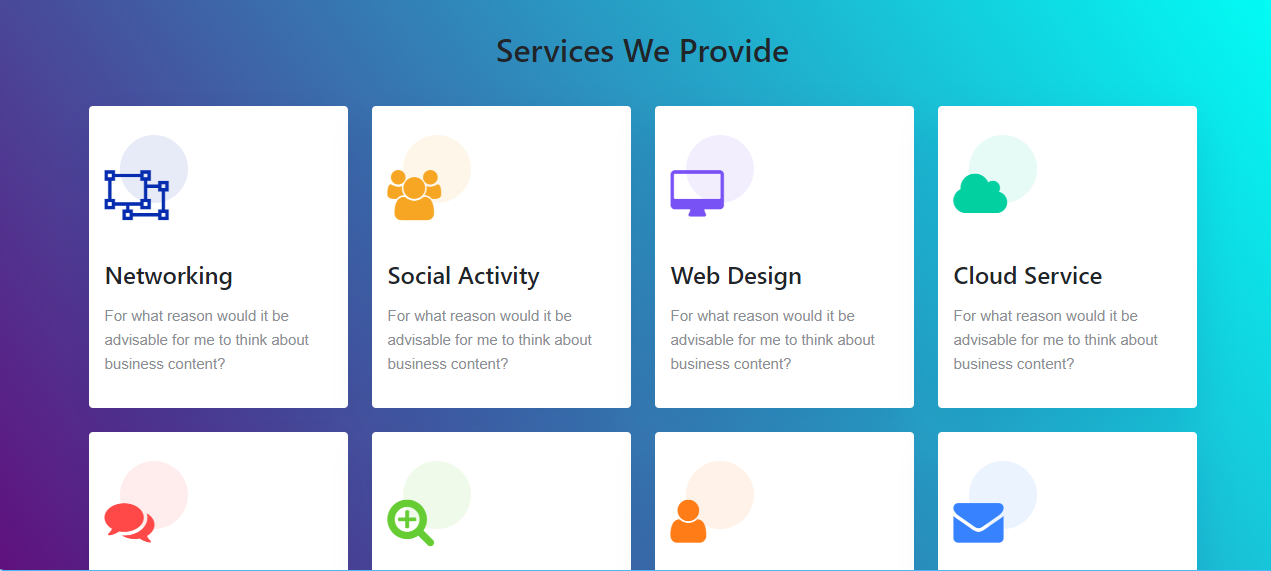 Services We Provide
Networking
For what reason would it be
advisable for me to think about
business content?
Social Activity
For what reason would it be
advisable for me to think about
business content?
Web Design
For what reason would it be
advisable for me to think about
business content?
Cloud Service
For what reason would it be
advisable for me to think about
business content?